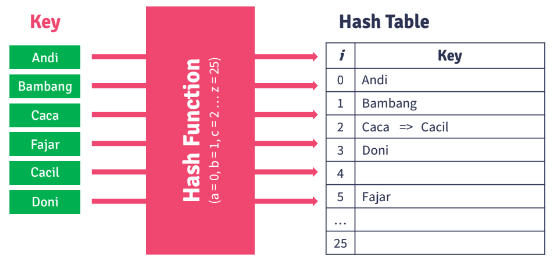 Key
Andi
Bambang
Caca
Fajar
Cacil
Doni
Hash Function
(a = 0, b = 1, c = 2 … z = 25)
Hash Table
i Key
0 Andi
1 Bambang
2 Caca => Cacil
3 Doni
4
5 Fajar
...
25